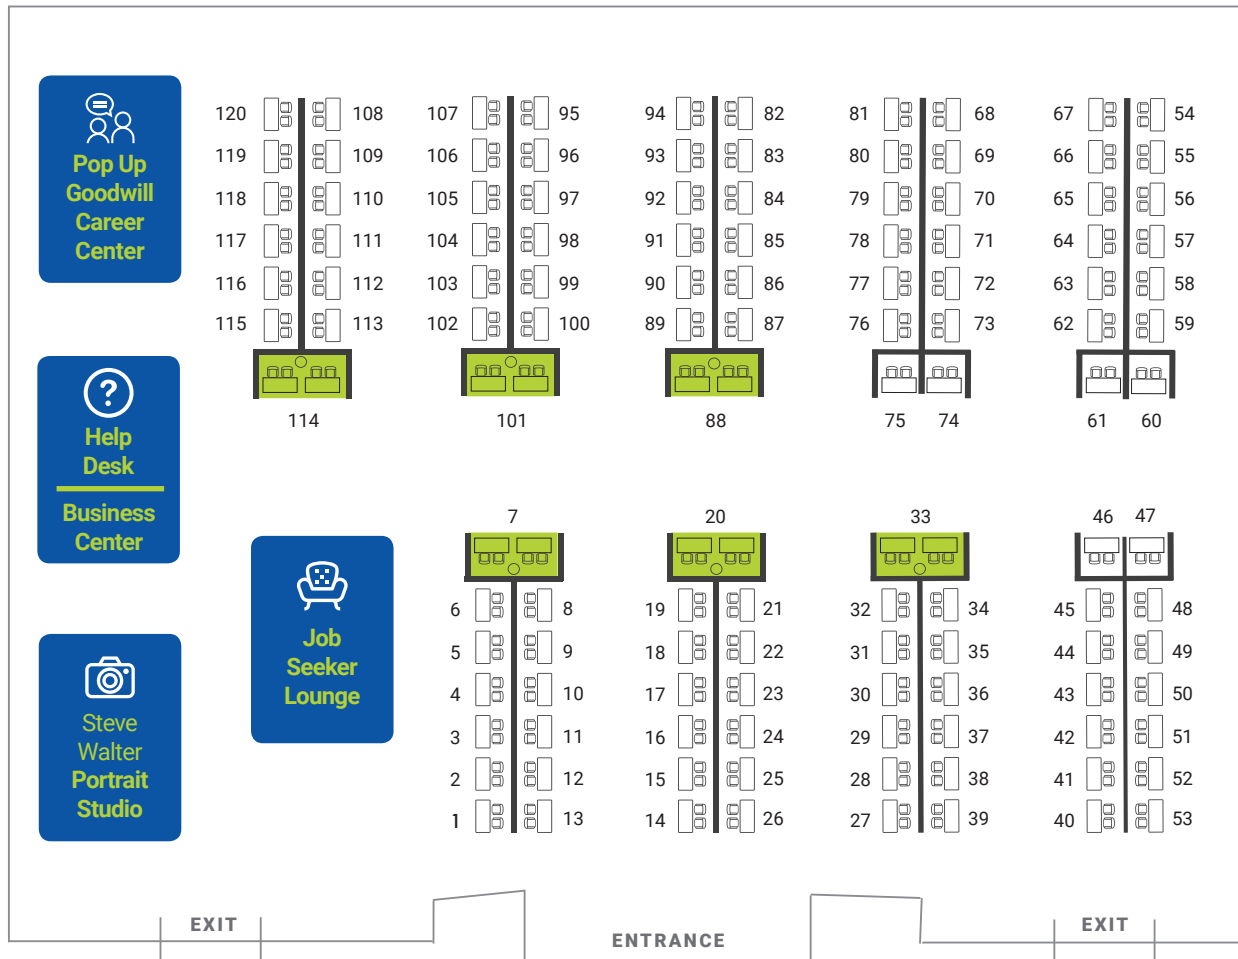 Pop Up
Goodwill
Career
Center
120 108 107 95 94 82 81 68 67 54
119 109 106 96 93 83 80 69 66 55
118 110 105 97 92 84 79 70 65 56
117 111 104 98 91 85 78 71 64 57
116 112 103 99 90 86 77 72 63 58
115 113 102 100 89 87 76 73 62 59
114 101 88 75 74 61 60
Help
Desk
Business
Center
7 20 33 46 47
Job
Seeker
Lounge
6 8 19 21 32 34 45 48
5 9 18 22 31 35 44 49
4 10 17 23 30 36 43 50
3 11 16 24 29 37 42 51
2 12 15 25 28 38 41 52
1 13 14 26 27 39 40 53
Steve
Walter
Portrait
Studio
EXIT
ENTRANCE
EXIT